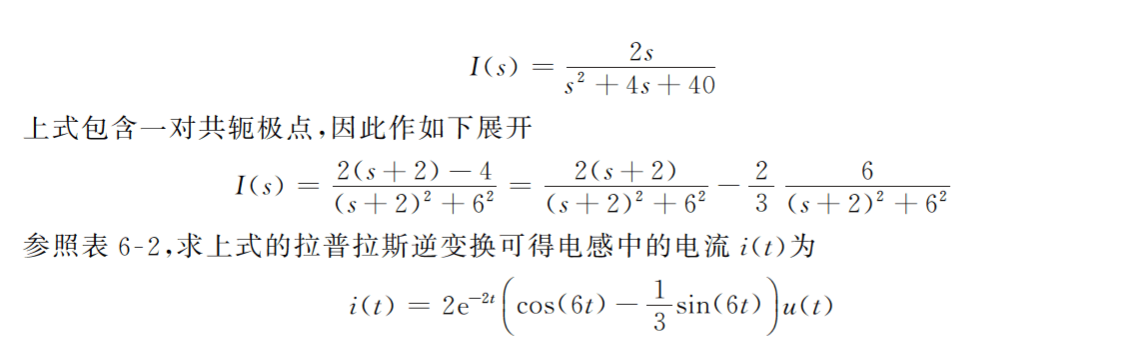 I(s) = \frac{2s}{s^2 + 4s + 40}
上式包含一对共轭极点,因此作如下展开
I(s) = \frac{2(s+2) - 4}{(s+2)^2 + 6^2} = \frac{2(s+2)}{(s+2)^2 + 6^2} - \frac{2}{3} \frac{6}{(s+2)^2 + 6^2}
参照表 6-2,求上式的拉普拉斯逆变换可得电感中的电流 i(t)为
i(t) = 2e^{-2t}\left(\cos(6t) - \frac{1}{3}\sin(6t)\right)u(t)